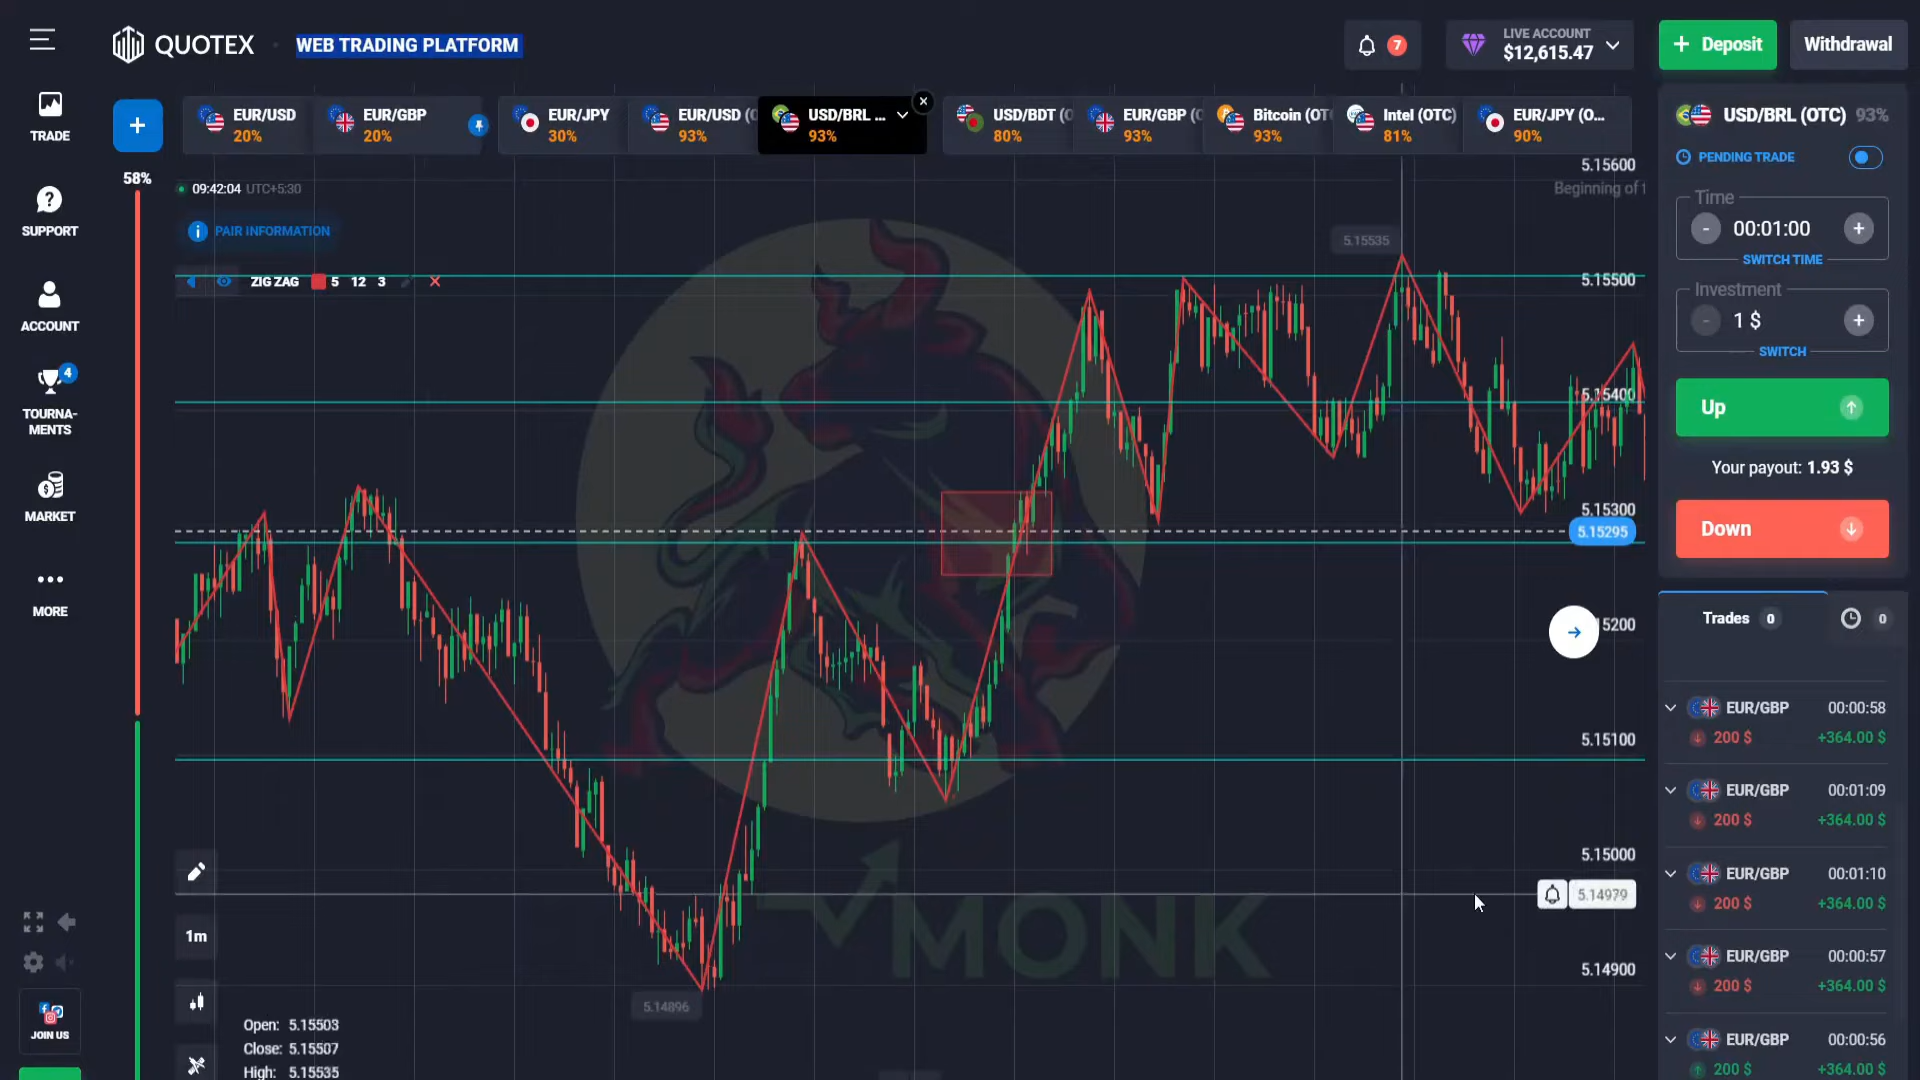 QUOTEX
WEB TRADING PLATFORM
7
LIVE ACCOUNT
$12,615.47
+ Deposit
Withdrawal
TRADE
SUPPORT
ACCOUNT
4
TOURNA-
MENTS
MARKET
MORE
JOIN US
+
EUR/USD
20%
EUR/GBP
20%
EUR/JPY
30%
EUR/USD (O
93%
USD/BRL ...
93%
USD/BDT (O
80%
EUR/GBP (O
93%
Bitcoin (OT
93%
Intel (OTC)
81%
EUR/JPY (O...
90%
58%
09:42:04 UTC+5:30
PAIR INFORMATION
ZIG ZAG 5 12 3
Beginning of t
5.15600
5.15535
5.15500
5.15400
5.15300
5.15295
5200
5.15100
5.15000
5.14979
5.14900
5.14896
MONK
1m
Open: 5.15503
Close: 5.15507
High: 5.15535
USD/BRL (OTC) 93%
PENDING TRADE
Time
- 00:01:00 +
SWITCH TIME
Investment
- 1 $ +
SWITCH
Up
Your payout: 1.93 $
Down
Trades 0
0
EUR/GBP 00:00:58
200 $ +364.00 $
EUR/GBP 00:01:09
200 $ +364.00 $
EUR/GBP 00:01:10
200 $ +364.00 $
EUR/GBP 00:00:57
200 $ +364.00 $
EUR/GBP 00:00:56
200 $ +364.00 $